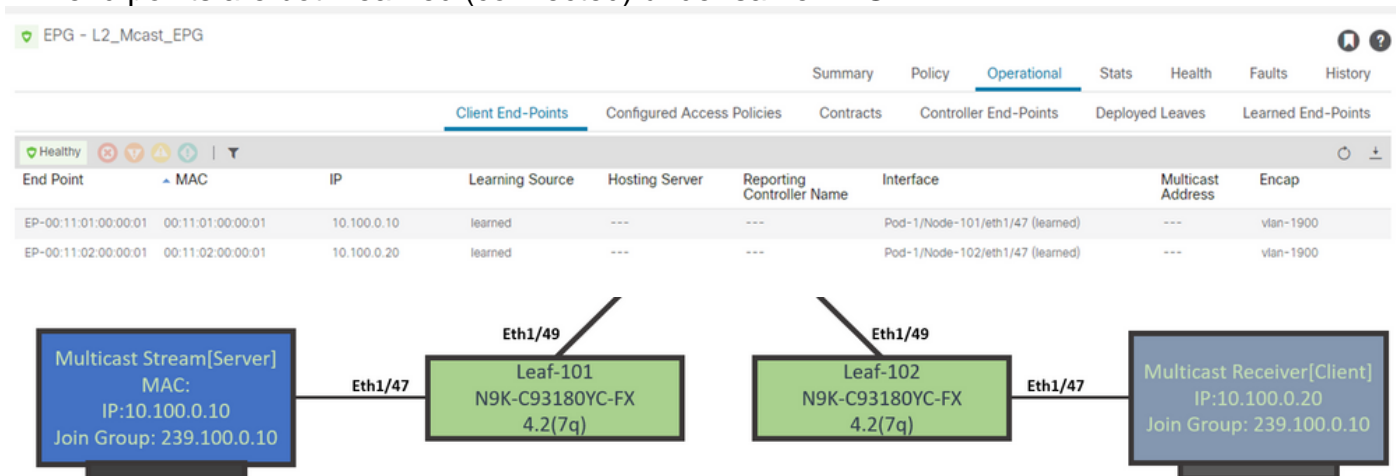 EPG - L2_Mcast_EPG
Summary Policy Operational Stats Health Faults History
Client End-Points Configured Access Policies Contracts Controller End-Points Deployed Leaves Learned End-Points
Healthy
End Point MAC IP Learning Source Hosting Server Reporting Controller Name Interface Multicast Address Encap
EP-00:11:01:00:00:01 00:11:01:00:00:01 10.100.0.10 learned --- --- Pod-1/Node-101/eth1/47 (learned) --- vlan-1900
EP-00:11:02:00:00:01 00:11:02:00:00:01 10.100.0.20 learned --- --- Pod-1/Node-102/eth1/47 (learned) --- vlan-1900
Eth1/49 Eth1/49
Multicast Stream[Server]
MAC:
IP:10.100.0.10
Join Group: 239.100.0.10
Eth1/47
Leaf-101
N9K-C93180YC-FX
4.2(7q)
Leaf-102
N9K-C93180YC-FX
4.2(7q)
Eth1/47
Multicast Receiver[Client]
IP:10.100.0.20
Join Group: 239.100.0.10